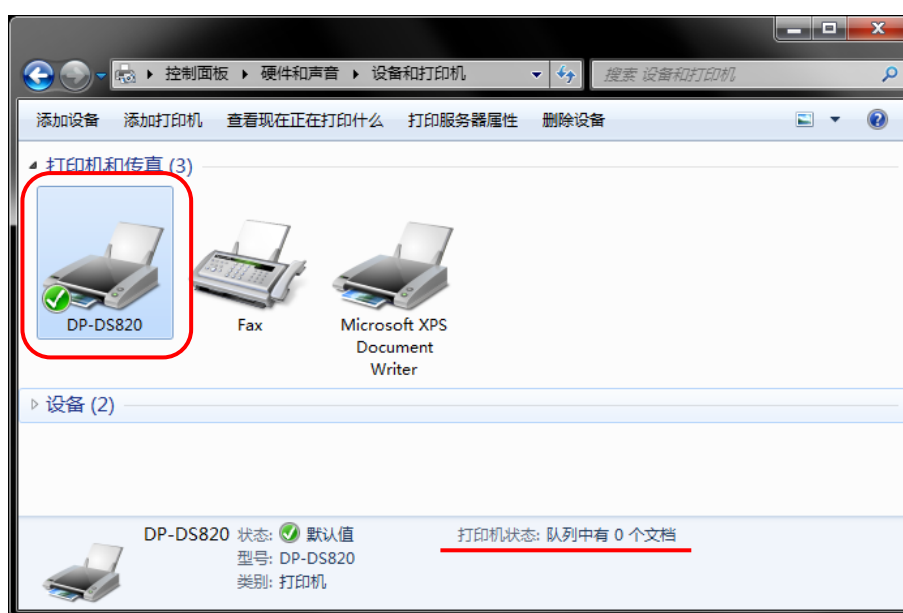 控制面板 硬件和声音 设备和打印机 搜索 设备和打印机
添加设备 添加打印机 查看现在正在打印什么 打印服务器属性 删除设备
打印机和传真 (3)
DP-DS820 Fax Microsoft XPS
Document
Writer
设备 (2)
DP-DS820 状态: 默认值 打印机状态: 队列中有 0 个文档
型号: DP-DS820
类别: 打印机